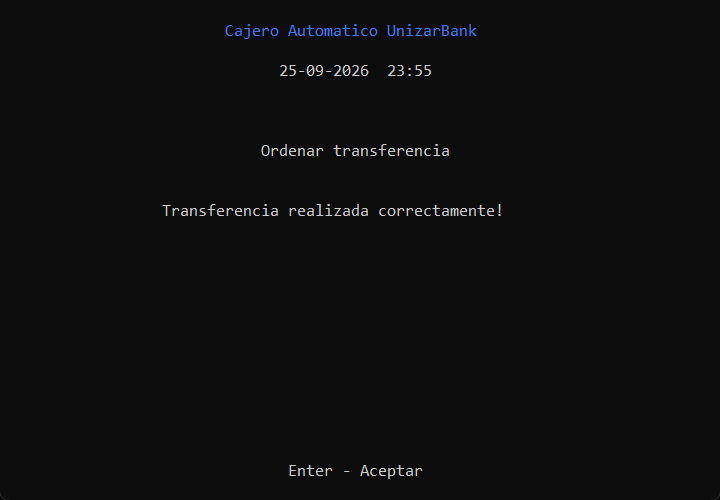 Cajero Automatico UnizarBank
25-09-2026  23:55
Ordenar transferencia
Transferencia realizada correctamente!
Enter - Aceptar